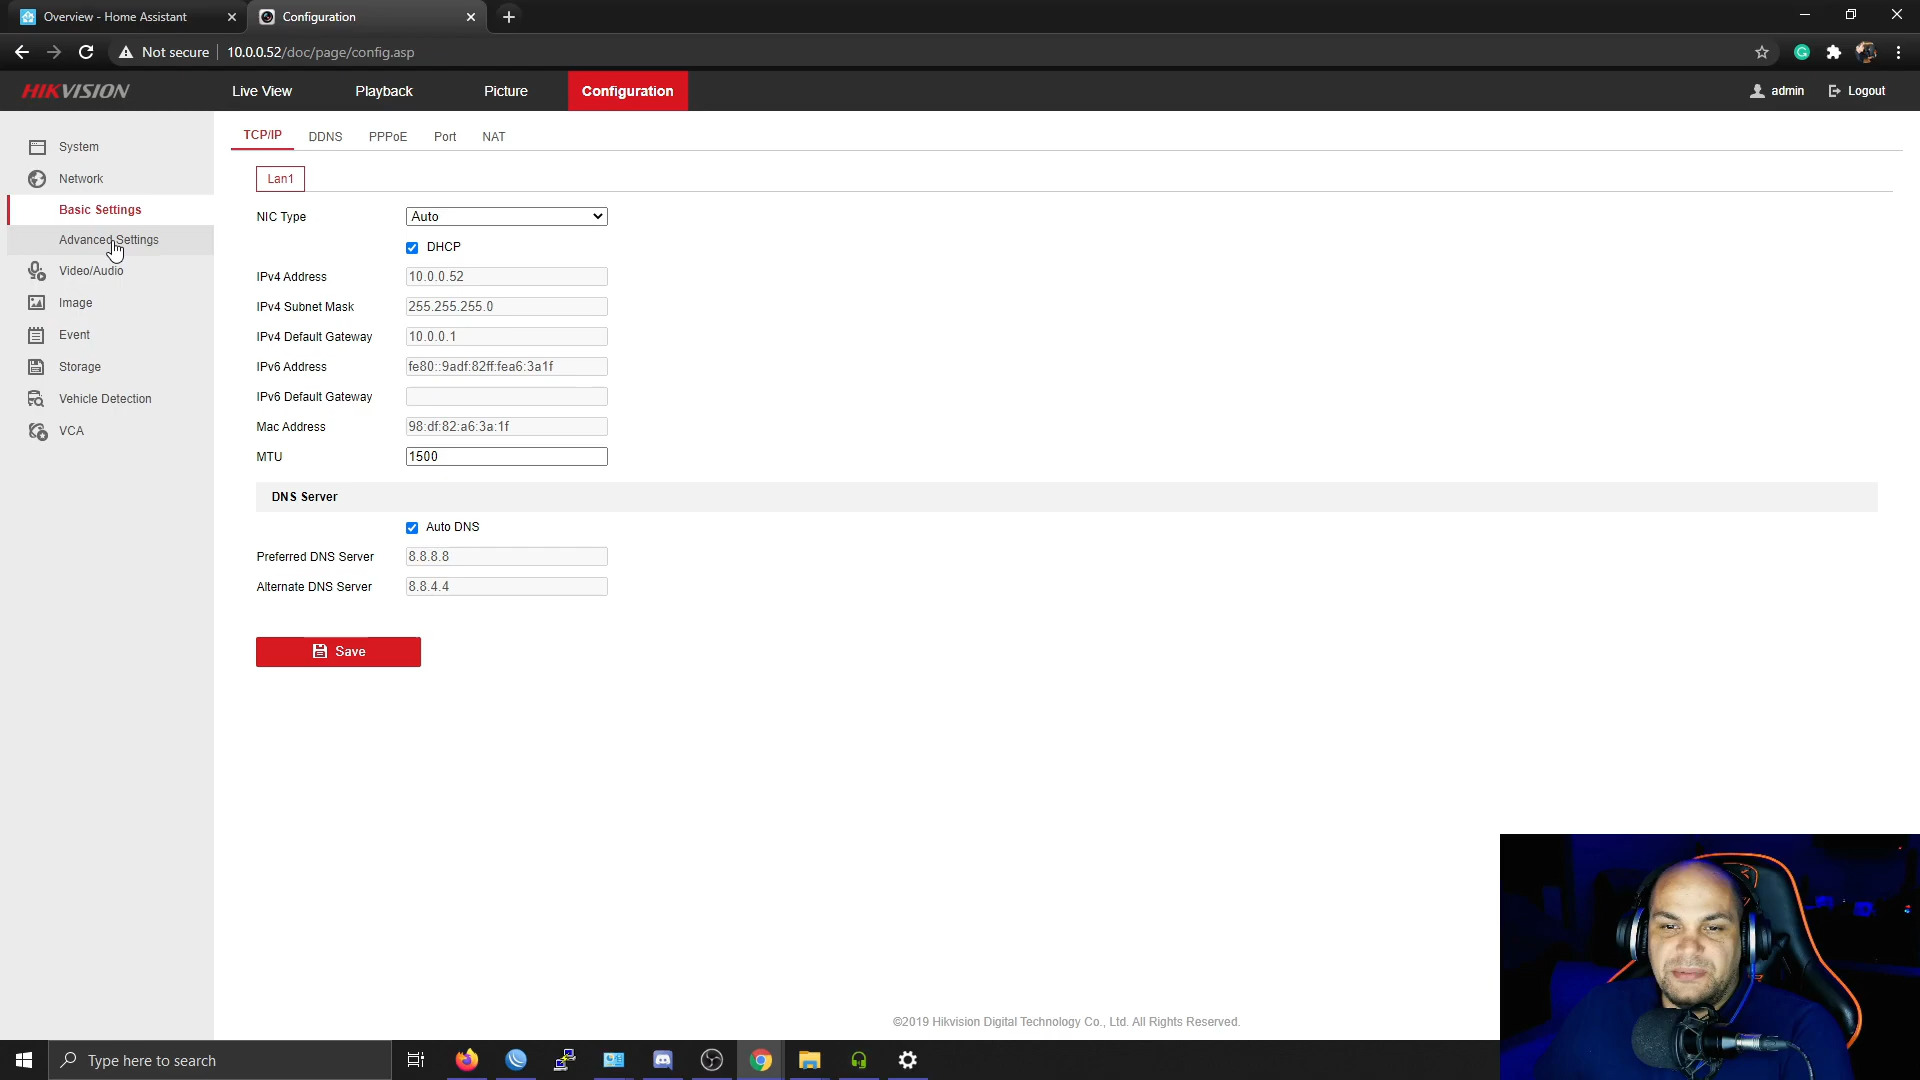 Overview - Home Assistant
Configuration
Not secure
10.0.0.52/doc/page/config.asp
HIKVISION
Live View
Playback
Picture
Configuration
admin
Logout
System
Network
Basic Settings
Advanced Settings
Video/Audio
Image
Event
Storage
Vehicle Detection
VCA
TCP/IP
DDNS
PPPoE
Port
NAT
Lan1
NIC Type
Auto
DHCP
IPv4 Address
10.0.0.52
IPv4 Subnet Mask
255.255.255.0
IPv4 Default Gateway
10.0.0.1
IPv6 Address
fe80::9adf:82ff:fea6:3a1f
IPv6 Default Gateway
Mac Address
98:df:82:a6:3a:1f
MTU
1500
DNS Server
Auto DNS
Preferred DNS Server
8.8.8.8
Alternate DNS Server
8.8.4.4
Save
©2019 Hikvision Digital Technology Co., Ltd. All Rights Reserved.
Type here to search